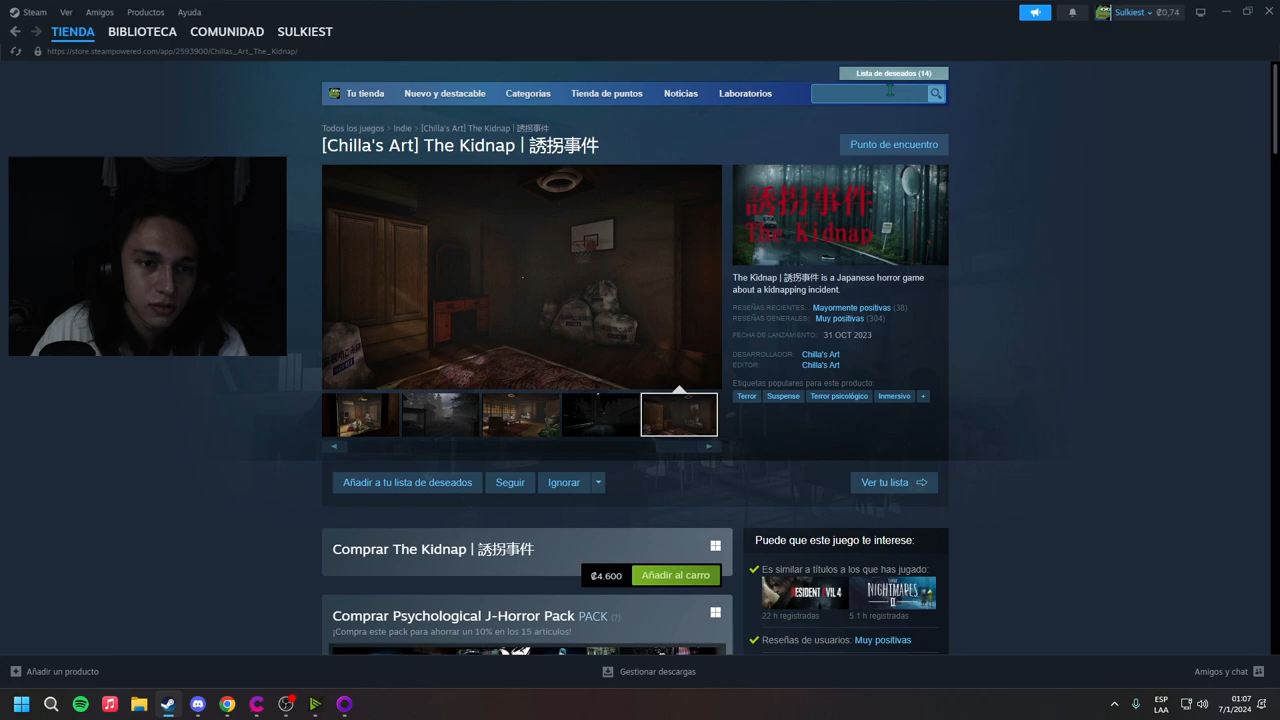 Steam Ver Amigos Productos Ayuda
Sulkiest ₡0,74
TIENDA BIBLIOTECA COMUNIDAD SULKIEST
https://store.steampowered.com/app/2593900/Chillas_Art_The_Kidnap/
Lista de deseados (14)
Tu tienda Nuevo y destacable Categorías Tienda de puntos Noticias Laboratorios
Todos los juegos > Indie > [Chilla's Art] The Kidnap | 誘拐事件
[Chilla's Art] The Kidnap | 誘拐事件
Punto de encuentro
誘拐事件
The Kidnap
The Kidnap | 誘拐事件 is a Japanese horror game
about a kidnapping incident.
RESEÑAS RECIENTES: Mayormente positivas (38)
RESEÑAS GENERALES: Muy positivas (304)
FECHA DE LANZAMIENTO: 31 OCT 2023
DESARROLLADOR: Chilla's Art
EDITOR: Chilla's Art
Etiquetas populares para este producto:
Terror Suspense Terror psicológico Inmersivo +
Añadir a tu lista de deseados Seguir Ignorar Ver tu lista
Comprar The Kidnap | 誘拐事件
₡4.600 Añadir al carro
Comprar Psychological J-Horror Pack PACK (?)
¡Compra este pack para ahorrar un 10% en los 15 artículos!
Puede que este juego te interese:
Es similar a títulos a los que has jugado:
RESIDENT EVIL 4 NIGHTMARES II
22 h registradas 5.1 h registradas
Reseñas de usuarios: Muy positivas
Añadir un producto Gestionar descargas Amigos y chat
ESP
LAA
01:07
7/1/2024